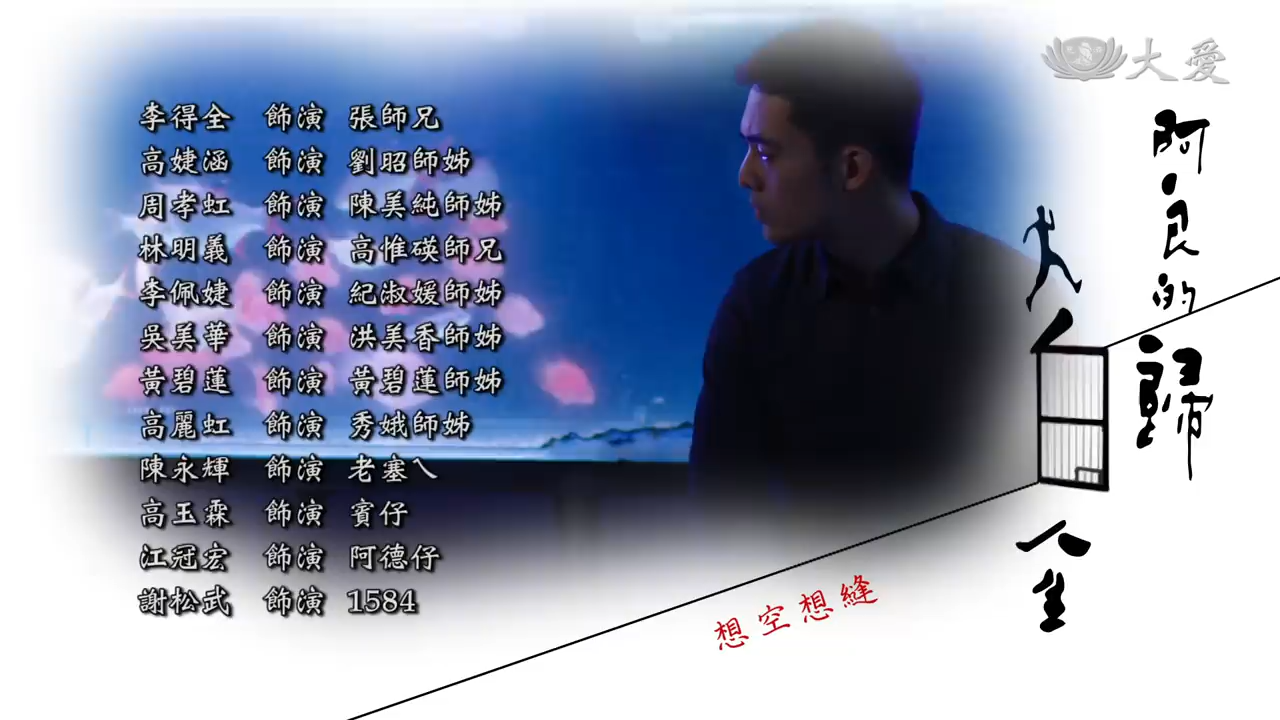 大愛
李得全 飾演 張師兄
高婕涵 飾演 劉昭師姊
周孝虹 飾演 陳美純師姊
林明義 飾演 高惟碤師兄
李佩婕 飾演 紀淑媛師姊
吳美華 飾演 洪美香師姊
黃碧蓮 飾演 黃碧蓮師姊
高麗虹 飾演 秀娥師姊
陳永輝 飾演 老塞ㄟ
高玉霖 飾演 賓仔
江冠宏 飾演 阿德仔
謝松武 飾演 1584
阿良的歸
人生
想空想縫